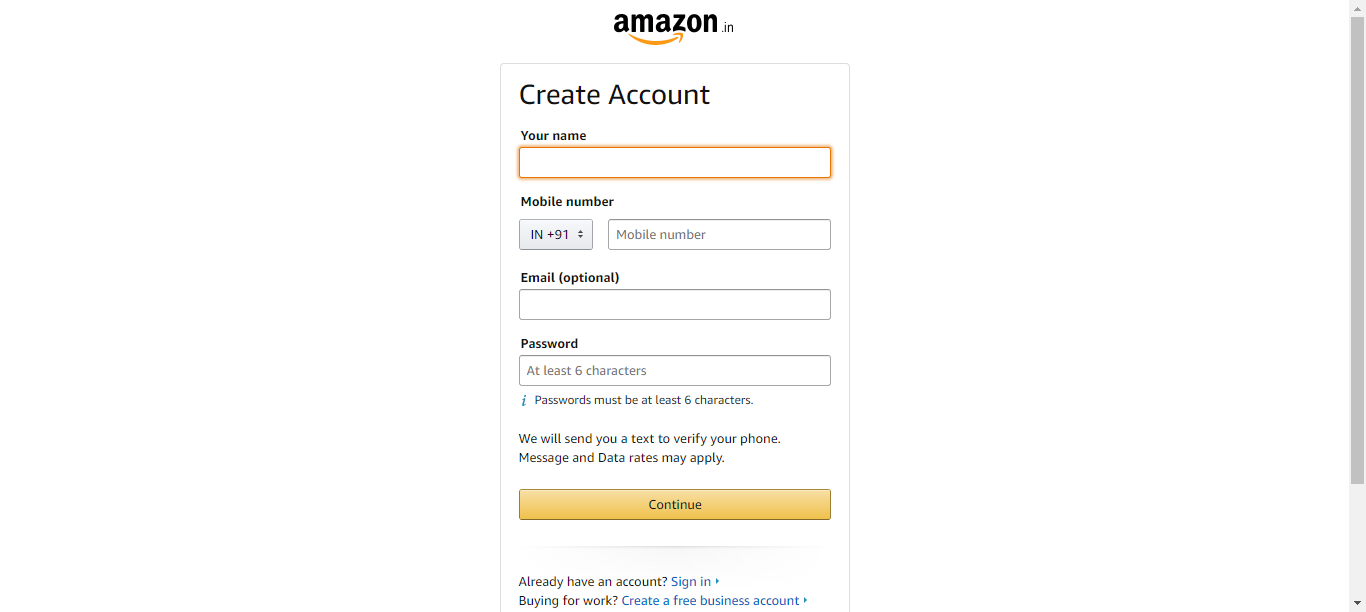 amazon.in
Create Account
Your name
Mobile number
IN +91 Mobile number
Email (optional)
Password
At least 6 characters
i Passwords must be at least 6 characters.
We will send you a text to verify your phone.
Message and Data rates may apply.
Continue
Already have an account? Sign in
Buying for work? Create a free business account